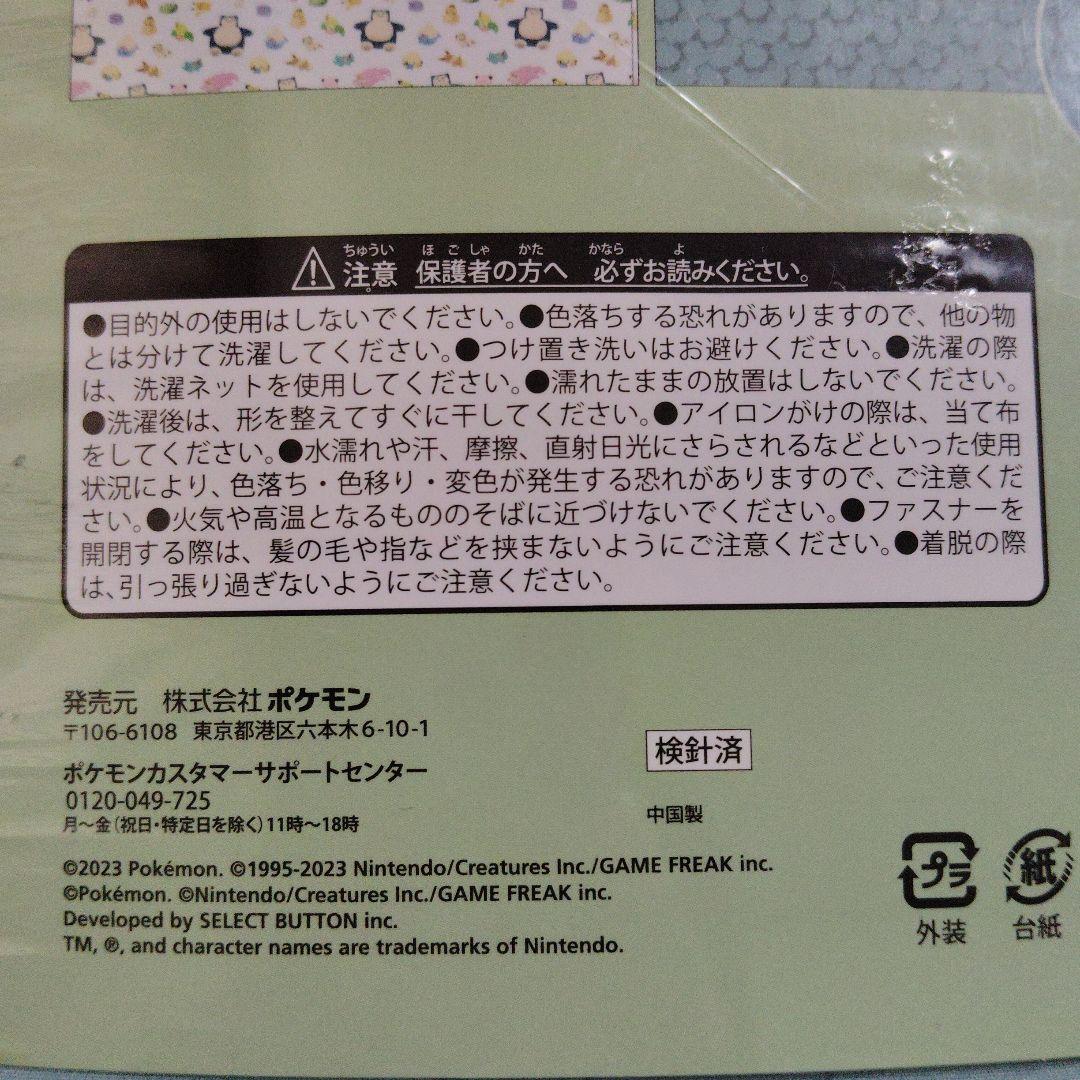 注意 保護者の方へ 必ずお読みください。
ちゅうい ほごしゃ かた かなら よ
●目的外の使用はしないでください。●色落ちする恐れがありますので、他の物
とは分けて洗濯してください。●つけ置き洗いはお避けください。●洗濯の際
は、洗濯ネットを使用してください。●濡れたままの放置はしないでください。
●洗濯後は、形を整えてすぐに干してください。●アイロンがけの際は、当て布
をしてください。●水濡れや汗、摩擦、直射日光にさらされるなどといった使用
状況により、色落ち・色移り・変色が発生する恐れがありますので、ご注意くだ
さい。●火気や高温となるもののそばに近づけないでください。●ファスナーを
開閉する際は、髪の毛や指などを挟まないようにご注意ください。●着脱の際
は、引っ張り過ぎないようにご注意ください。
発売元 株式会社ポケモン
〒106-6108 東京都港区六本木6-10-1
ポケモンカスタマーサポートセンター
0120-049-725
月～金(祝日・特定日を除く)11時～18時
検針済
中国製
©2023 Pokémon. ©1995-2023 Nintendo/Creatures Inc./GAME FREAK inc.
©Pokémon. ©Nintendo/Creatures Inc./GAME FREAK inc.
Developed by SELECT BUTTON inc.
TM, ®, and character names are trademarks of Nintendo.
プラ
外装
紙
台紙